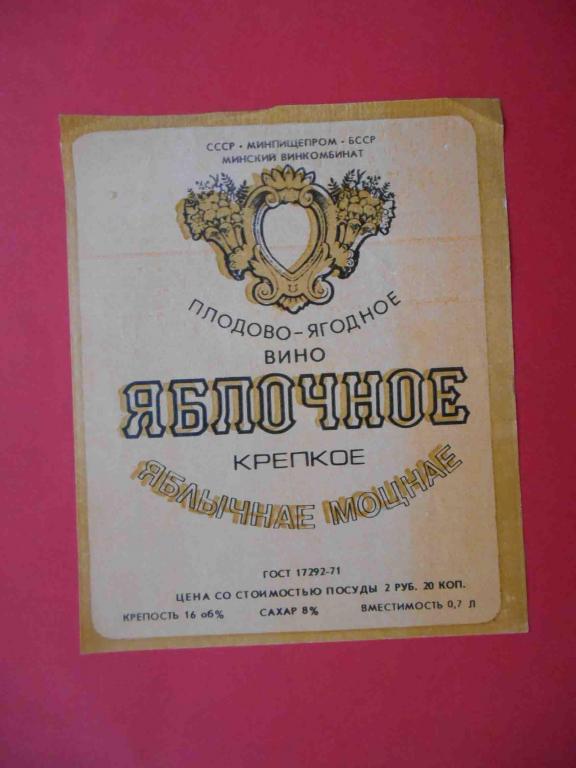 СССР • МИНПИЩЕПРОМ • БССР
МИНСКИЙ ВИНКОМБИНАТ
ПЛОДОВО-ЯГОДНОЕ
ВИНО
ЯБЛОЧНОЕ
КРЕПКОЕ
ЯБЛЫЧНАЕ МОЦНАЕ
ГОСТ 17292-71
ЦЕНА СО СТОИМОСТЬЮ ПОСУДЫ 2 РУБ. 20 КОП.
КРЕПОСТЬ 16 об% САХАР 8% ВМЕСТИМОСТЬ 0,7 Л